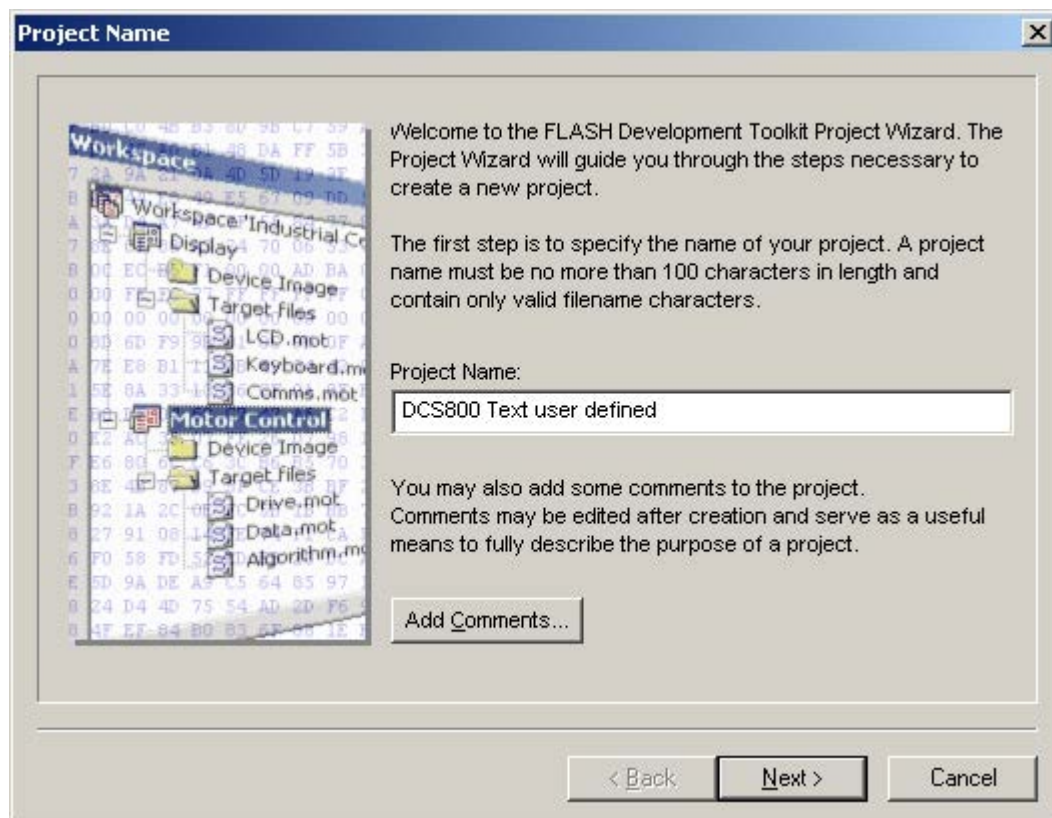 Project Name
Workspace
Workspace 'Industrial Co
Display
Device Image
Target files
LCD.mot
Keyboard.mo
Comms.mot
Motor Control
Device Image
Target files
Drive.mot
Data.mot
Algorithm.mo
Welcome to the FLASH Development Toolkit Project Wizard. The
Project Wizard will guide you through the steps necessary to
create a new project.
The first step is to specify the name of your project. A project
name must be no more than 100 characters in length and
contain only valid filename characters.
Project Name:
DCS800 Text user defined
You may also add some comments to the project.
Comments may be edited after creation and serve as a useful
means to fully describe the purpose of a project.
Add Comments...
< Back
Next >
Cancel